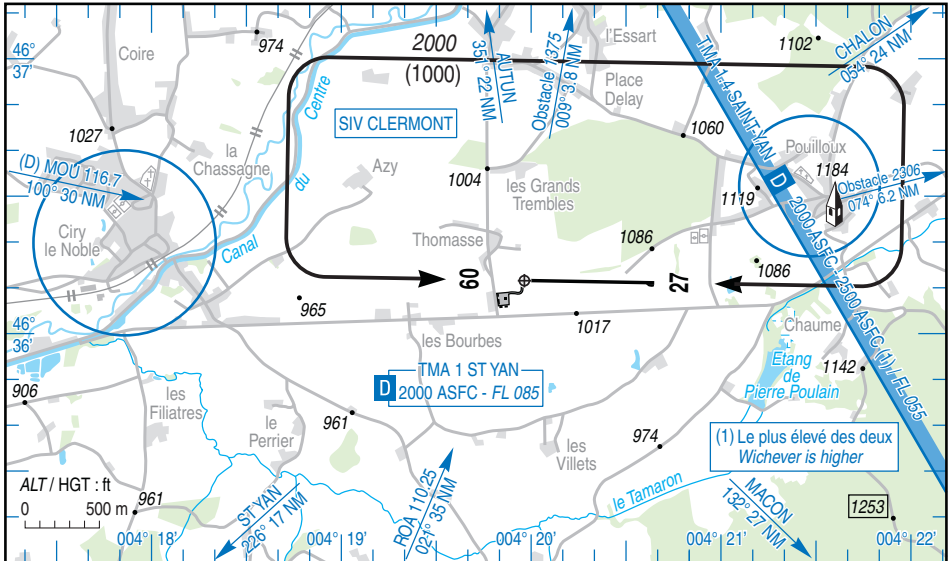 46°
37'
Coire
974
2000
(1000)
AUTUN
351° 22 NM
Obstacle 1375
009° 3.8 NM
l'Essart
Place
Delay
TMA 1.4 SAINT-YAN
D
2000 ASFC - 2500 ASFC (1) / FL 055
1102
CHALON
054° 24 NM
1027
la
Chassagne
Canal
du
Centre
SIV CLERMONT
Azy
1004
1060
Pouilloux
1184
(D) MOU 116.7
100° 30 NM
les Grands
Trembles
1119
Obstacle 2306
074° 6.2 NM
Ciry
le Noble
Thomasse
1086
1086
09
27
965
1017
46°
36'
les Bourbes
Chaume
TMA 1 ST YAN
D
2000 ASFC - FL 085
Etang
de
Pierre Poulain
1142
906
les
Filiatres
le
Perrier
961
les
Villets
974
(1) Le plus élevé des deux
Wichever is higher
ALT / HGT : ft
0
500 m
961
ST YAN
226° 17 NM
ROA 110.25
021° 35 NM
le Tamaron
MACON
132° 27 NM
1253
004° 18'
004° 19'
004° 20'
004° 21'
004° 22'